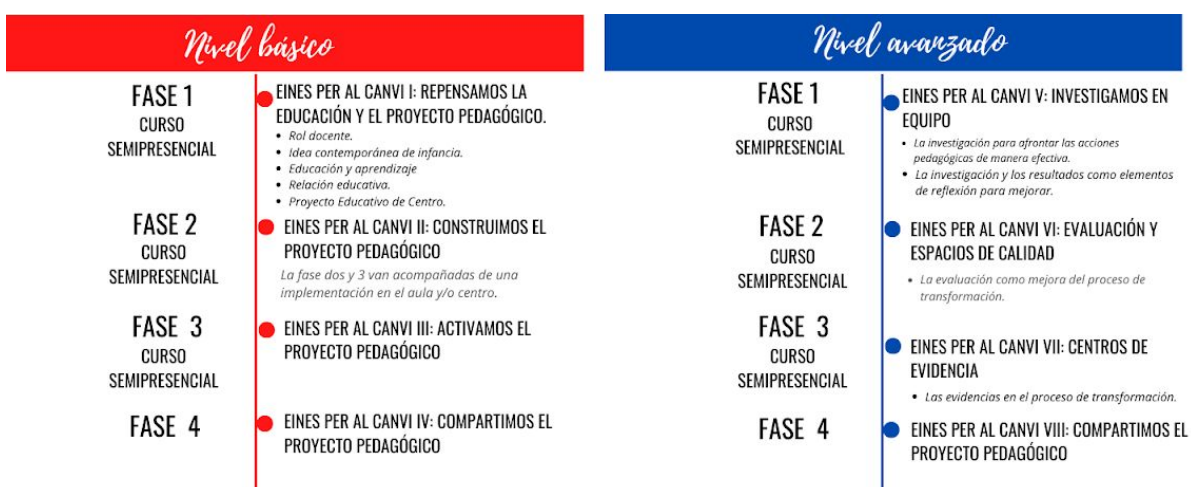 Nivel básico
FASE 1
CURSO
SEMIPRESENCIAL
EINES PER AL CANVI I: REPENSAMOS LA
EDUCACIÓN Y EL PROYECTO PEDAGÓGICO.
• Rol docente.
• Idea contemporánea de infancia.
• Educación y aprendizaje
• Relación educativa.
• Proyecto Educativo de Centro.
FASE 2
CURSO
SEMIPRESENCIAL
EINES PER AL CANVI II: CONSTRUIMOS EL
PROYECTO PEDAGÓGICO
La fase dos y 3 van acompañadas de una
implementación en el aula y/o centro.
FASE 3
CURSO
SEMIPRESENCIAL
EINES PER AL CANVI III: ACTIVAMOS EL
PROYECTO PEDAGÓGICO
FASE 4
EINES PER AL CANVI IV: COMPARTIMOS EL
PROYECTO PEDAGÓGICO
Nivel avanzado
FASE 1
CURSO
SEMIPRESENCIAL
EINES PER AL CANVI V: INVESTIGAMOS EN
EQUIPO
• La investigación para afrontar las acciones
pedagógicas de manera efectiva.
• La investigación y los resultados como elementos
de reflexión para mejorar.
FASE 2
CURSO
SEMIPRESENCIAL
EINES PER AL CANVI VI: EVALUACIÓN Y
ESPACIOS DE CALIDAD
• La evaluación como mejora del proceso de
transformación.
FASE 3
CURSO
SEMIPRESENCIAL
EINES PER AL CANVI VII: CENTROS DE
EVIDENCIA
• Las evidencias en el proceso de transformación.
FASE 4
EINES PER AL CANVI VIII: COMPARTIMOS EL
PROYECTO PEDAGÓGICO